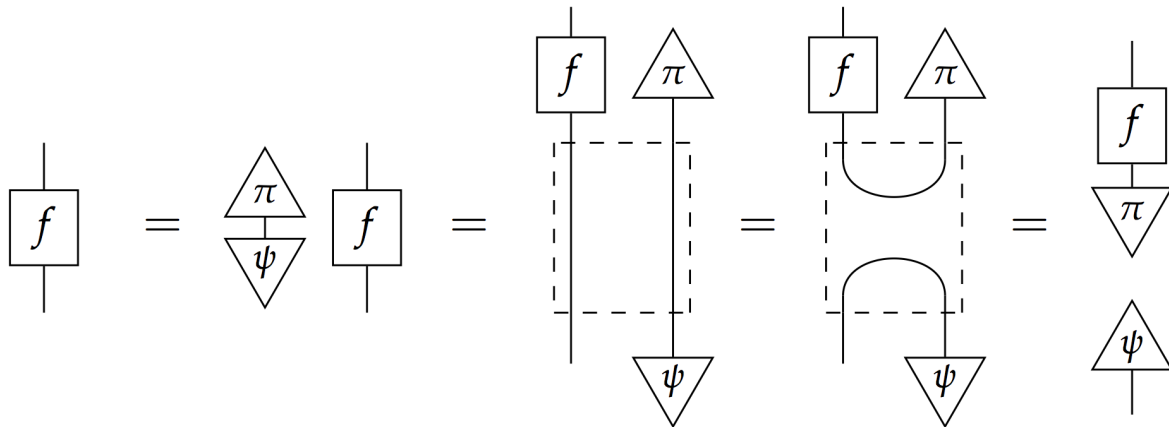 f = π ψ f = f π ψ = f π ψ = f π ψ